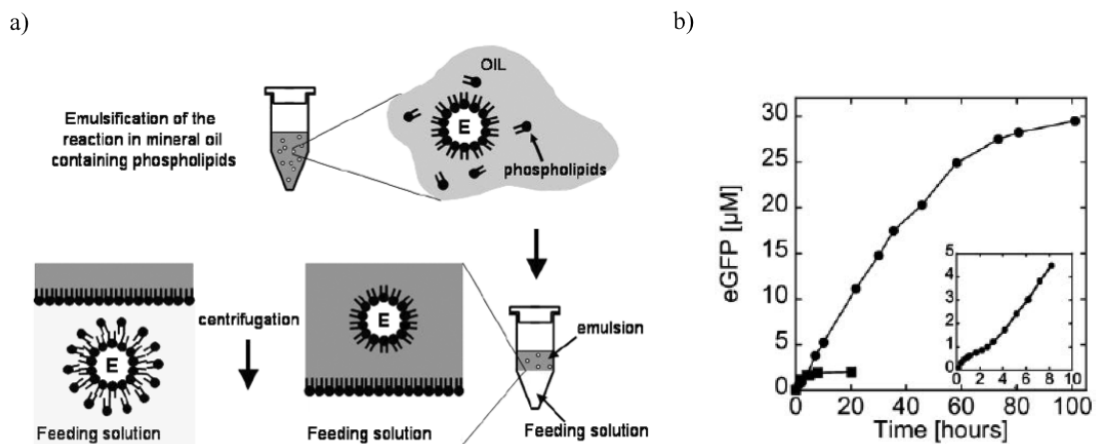 a)
Emulsification of the
reaction in mineral oil
containing phospholipids
OIL
E
phospholipids
centrifugation
E
Feeding solution
E
Feeding solution
emulsion
Feeding solution
b)
eGFP [µM]
30
25
20
15
10
5
0
0 20 40 60 80 100
Time [hours]
5
4
3
2
1
0
0 2 4 6 8 10